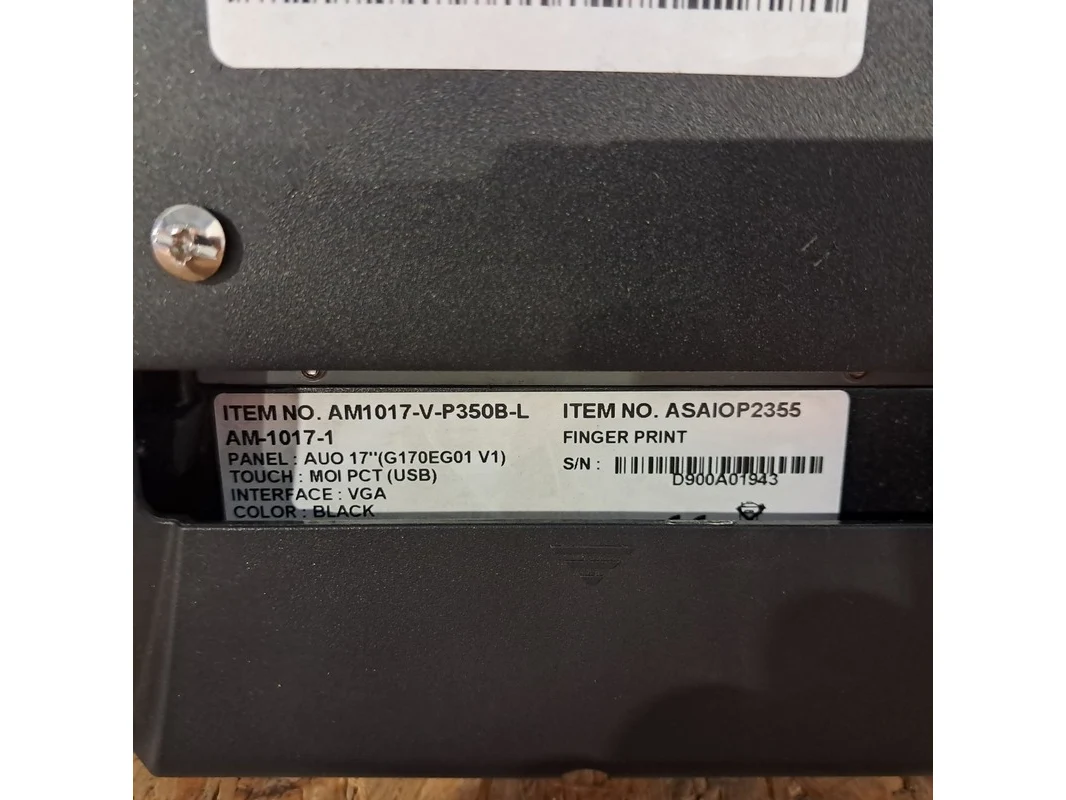 ITEM NO. AM1017-V-P350B-L
AM-1017-1
PANEL : AUO 17"(G170EG01 V1)
TOUCH : MOI PCT (USB)
INTERFACE : VGA
COLOR : BLACK
ITEM NO. ASAIOP2355
FINGER PRINT
S/N :
D900A01943